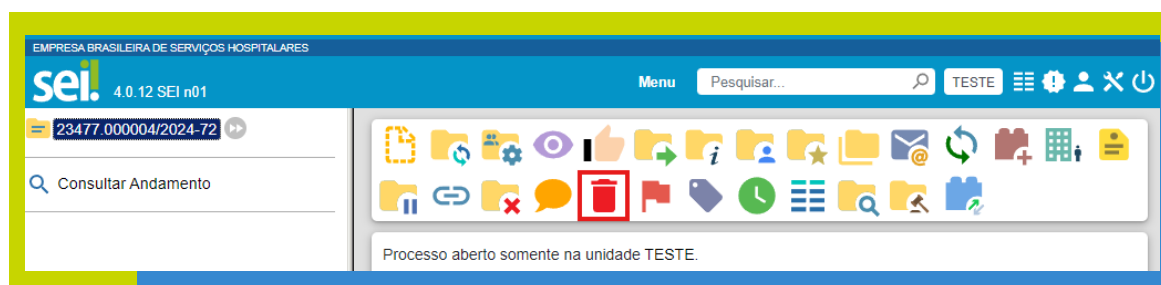 EMPRESA BRASILEIRA DE SERVIÇOS HOSPITALARES
sei!
4.0.12 SEI n01
Menu
Pesquisar...
TESTE
23477.000004/2024-72
Consultar Andamento
Processo aberto somente na unidade TESTE.